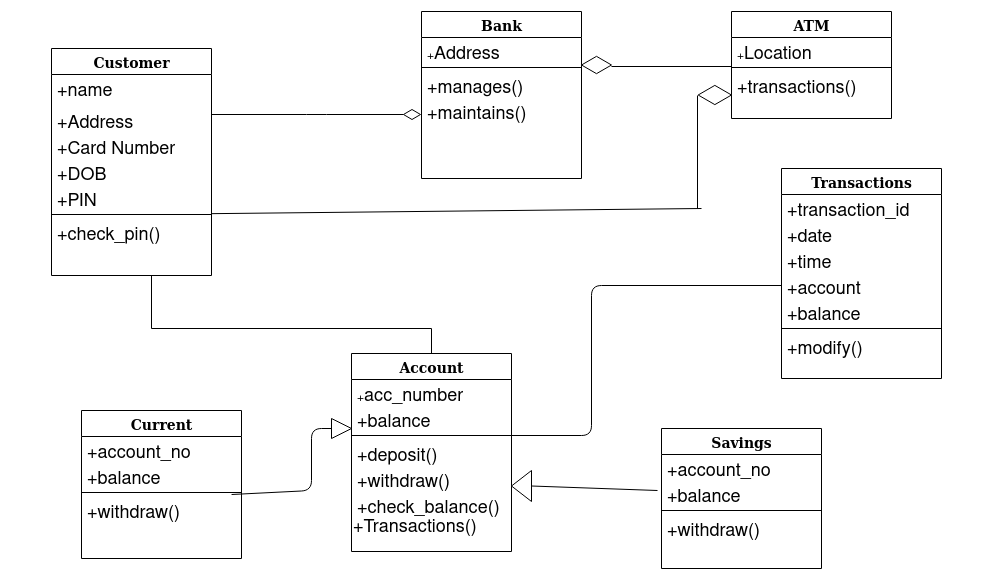 Customer
+name
+Address
+Card Number
+DOB
+PIN
+check_pin()
Bank
+Address
+manages()
+maintains()
ATM
+Location
+transactions()
Transactions
+transaction_id
+date
+time
+account
+balance
+modify()
Account
+acc_number
+balance
+deposit()
+withdraw()
+check_balance()
+Transactions()
Current
+account_no
+balance
+withdraw()
Savings
+account_no
+balance
+withdraw()